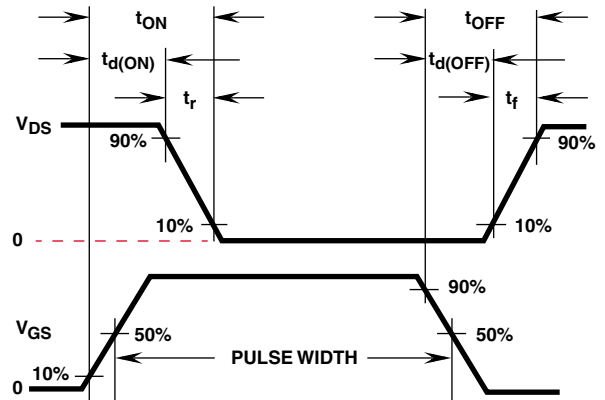 tON tOFF
td(ON) td(OFF)
tr tf
VDS
90% 90%
10% 10%
0
90%
VGS 50% 50%
PULSE WIDTH
10%
0